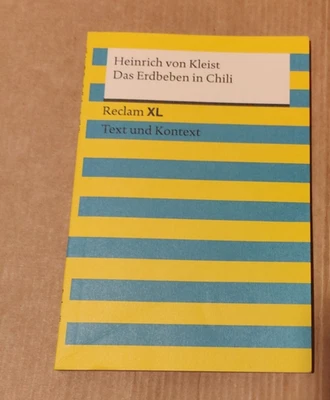 Heinrich von Kleist
Das Erdbeben in Chili
Reclam XL
Text und Kontext